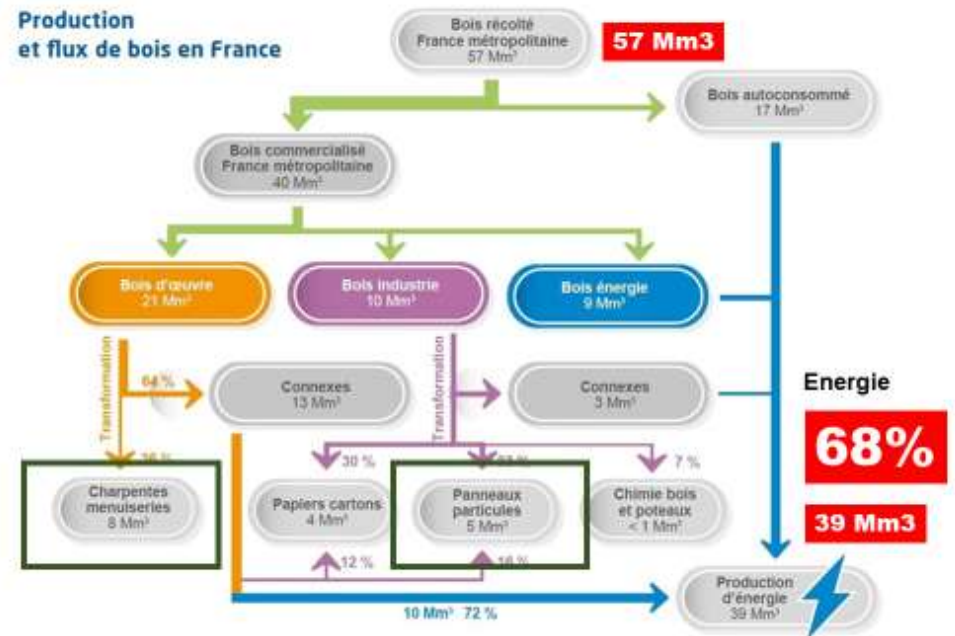 Production
et flux de bois en France
Bois récolté
France métropolitaine
57 Mm³
57 Mm3
Bois autoconsommé
17 Mm³
Bois commercialisé
France métropolitaine
40 Mm³
Bois d'œuvre
21 Mm³
Bois industrie
10 Mm³
Bois énergie
9 Mm³
Transformation
64 %
Connexes
13 Mm³
Transformation
Connexes
3 Mm³
Energie
68%
39 Mm3
36 %
30 %
7 %
Charpentes
menuiseries
8 Mm³
Papiers cartons
4 Mm³
Panneaux
particules
5 Mm³
Chimie bois
et poteaux
< 1 Mm³
12 %
16 %
10 Mm³ 72 %
Production
d'énergie
39 Mm³